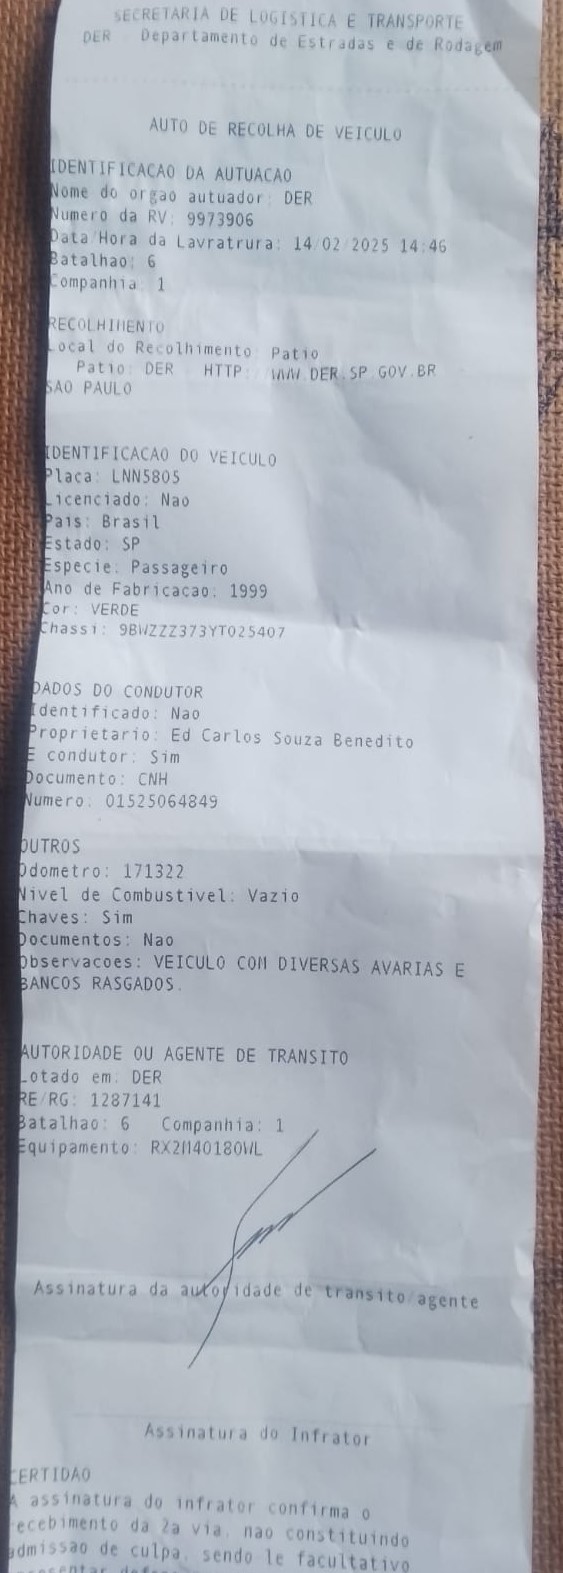 SECRETARIA DE LOGISTICA E TRANSPORTE
DER Departamento de Estradas e de Rodagem
AUTO DE RECOLHA DE VEICULO
IDENTIFICACAO DA AUTUACAO
Nome do orgao autuador: DER
Numero da RV: 9973906
Data/Hora da Lavratrura: 14/02/2025 14:46
Batalhao: 6
Companhia: 1
RECOLHIMENTO
Local do Recolhimento: Patio
Patio: DER HTTP://WWW.DER.SP.GOV.BR
SAO PAULO
IDENTIFICACAO DO VEICULO
Placa: LNN5805
Licenciado: Nao
Pais: Brasil
Estado: SP
Especie: Passageiro
Ano de Fabricacao: 1999
Cor: VERDE
Chassi: 9BWZZZ373YT025407
DADOS DO CONDUTOR
Identificado: Nao
Proprietario: Ed Carlos Souza Benedito
E condutor: Sim
Documento: CNH
Numero: 01525064849
OUTROS
Odometro: 171322
Nivel de Combustivel: Vazio
Chaves: Sim
Documentos: Nao
Observacoes: VEICULO COM DIVERSAS AVARIAS E
BANCOS RASGADOS.
AUTORIDADE OU AGENTE DE TRANSITO
Lotado em: DER
RE/RG: 1287141
Batalhao: 6 Companhia: 1
Equipamento: RX2M40180WL
Assinatura da autoridade de transito/agente
Assinatura do Infrator
CERTIDAO
A assinatura do infrator confirma o
recebimento da 2a via, nao constituindo
admissao de culpa, sendo le facultativo